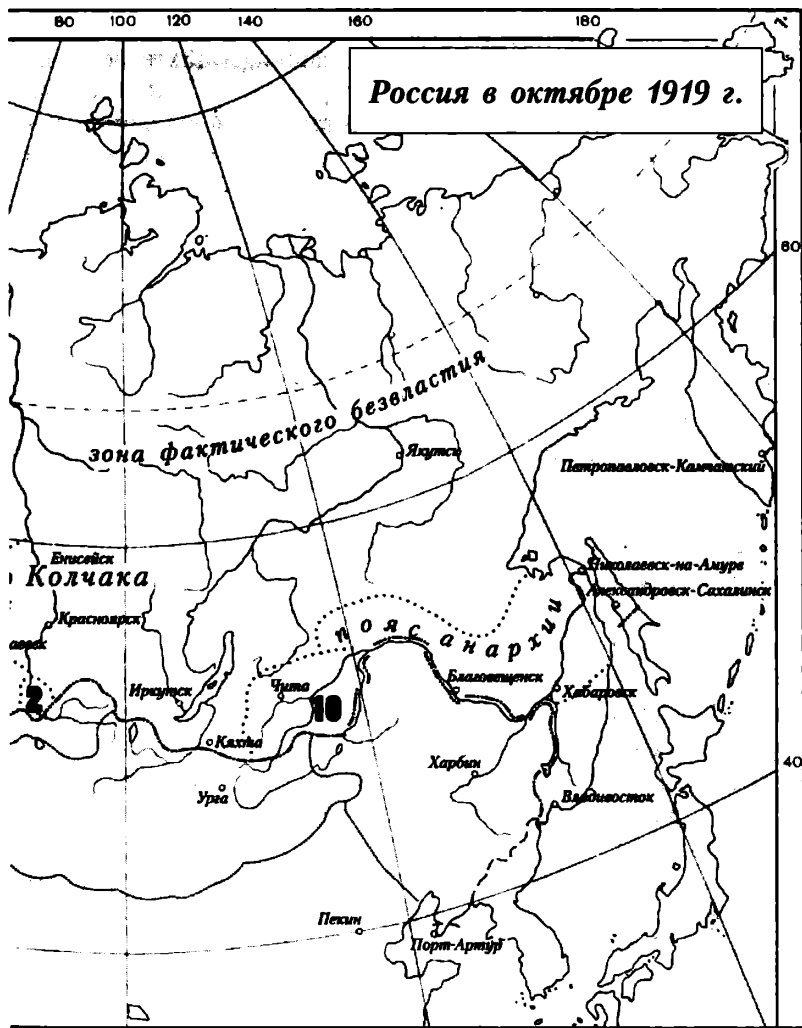 80 100 120 140 160 180
Россия в октябре 1919 г.
60
зона фактического безвластия
Якутск
Петропавловск-Камчатский
Енисейск
Колчака
Николаевск-на-Амуре
Александровск-Сахалинск
Красноярск
пояс анархии
2
Иркутск
Чита
10
Благовещенск
Хабаровск
Кяхта
Харбин
40
Урга
Владивосток
Пекин
Порт-Артур